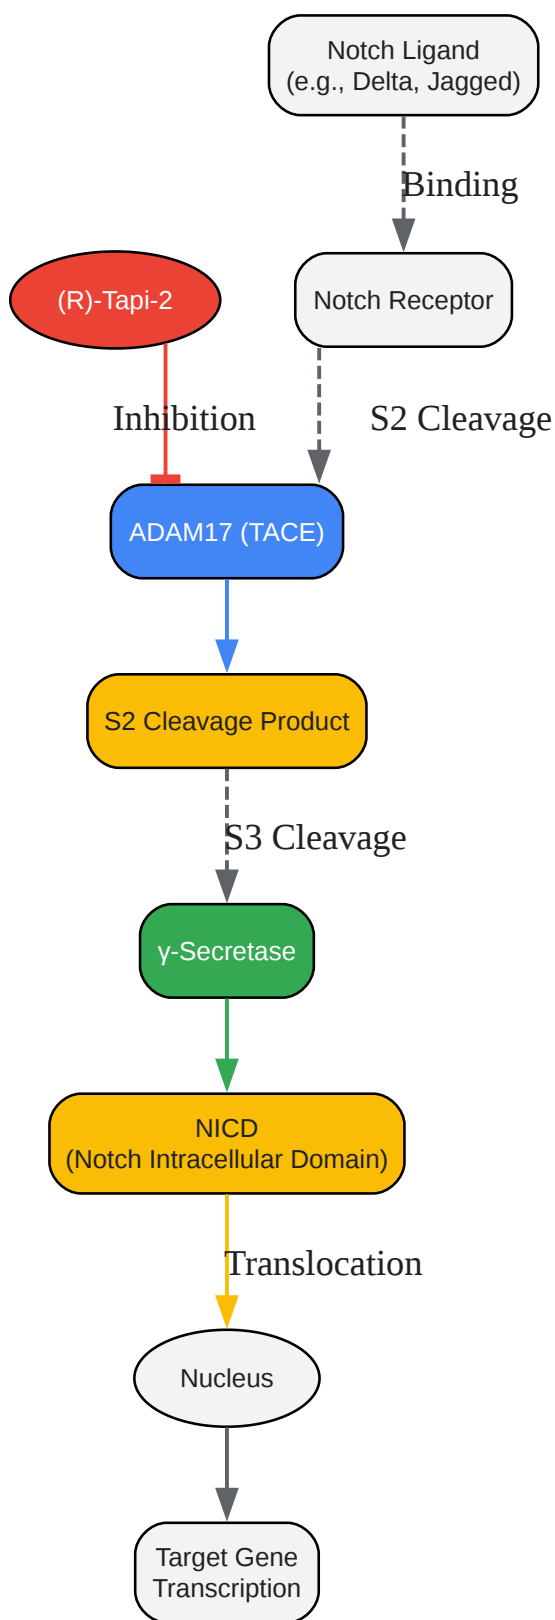 Notch Ligand
(e.g., Delta, Jagged)
Binding
(R)-Tapi-2
Notch Receptor
Inhibition
S2 Cleavage
ADAM17 (TACE)
S2 Cleavage Product
S3 Cleavage
γ-Secretase
NICD
(Notch Intracellular Domain)
Translocation
Nucleus
Target Gene
Transcription